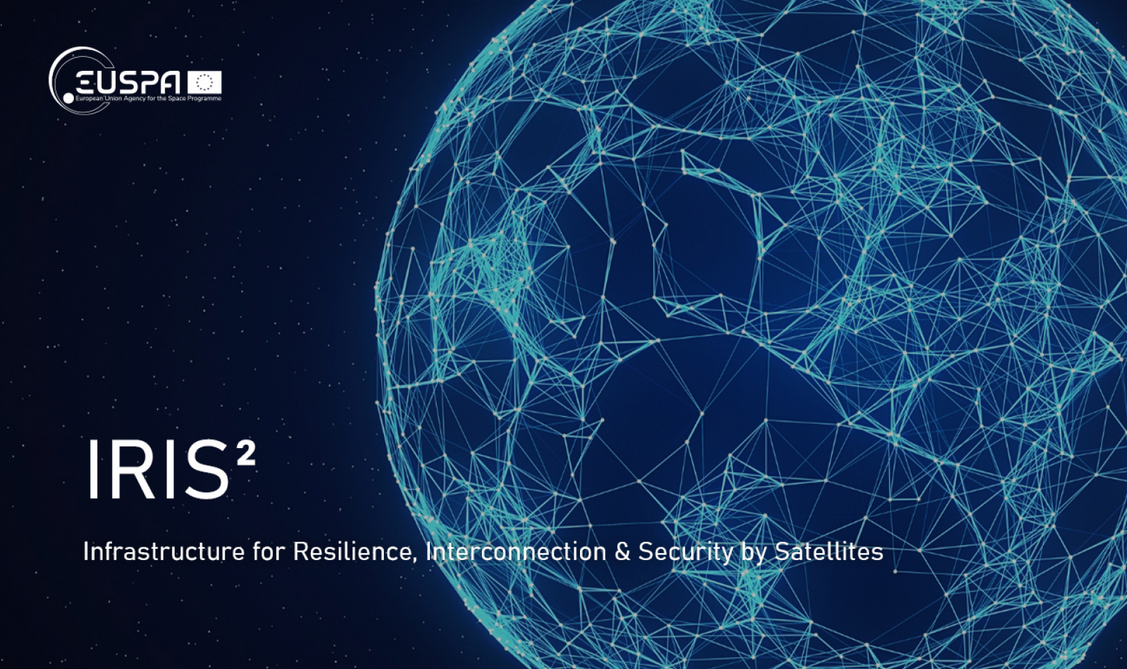 EUSPA
European Union Agency for the Space Programme
IRIS²
Infrastructure for Resilience, Interconnection & Security by Satellites